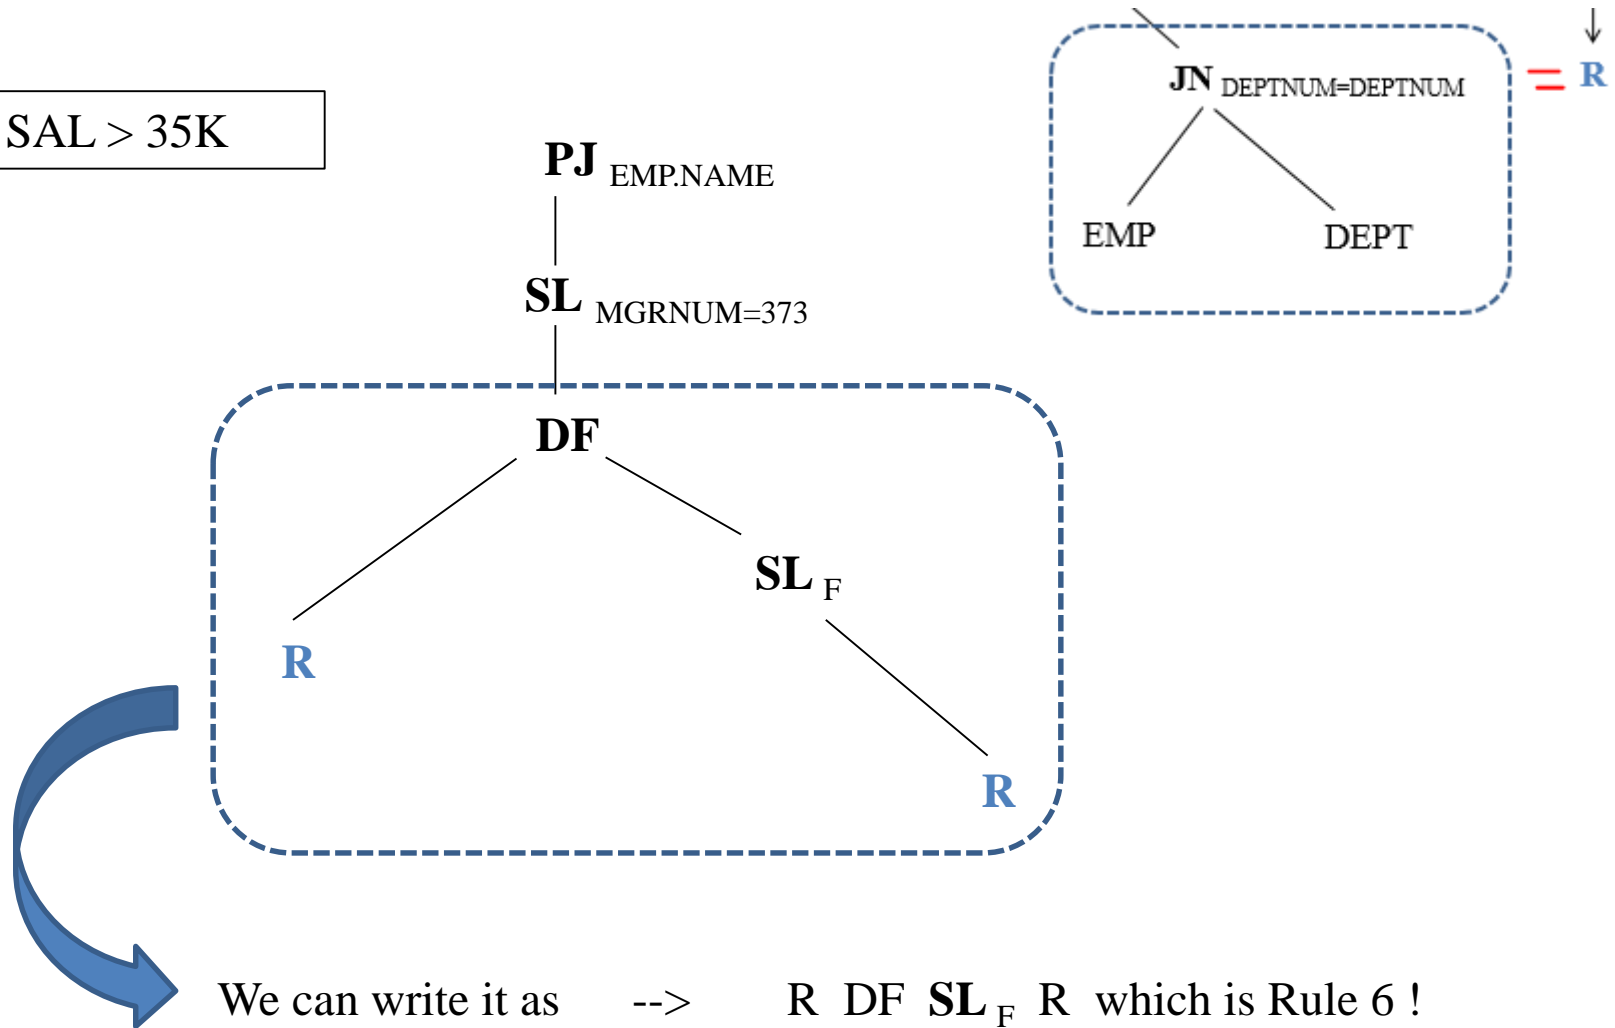 JN DEPTNUM=DEPTNUM
R
EMP
DEPT
SAL > 35K
PJ EMP.NAME
SL MGRNUM=373
DF
SL F
R
R
We can write it as --> R DF SL F R which is Rule 6 !